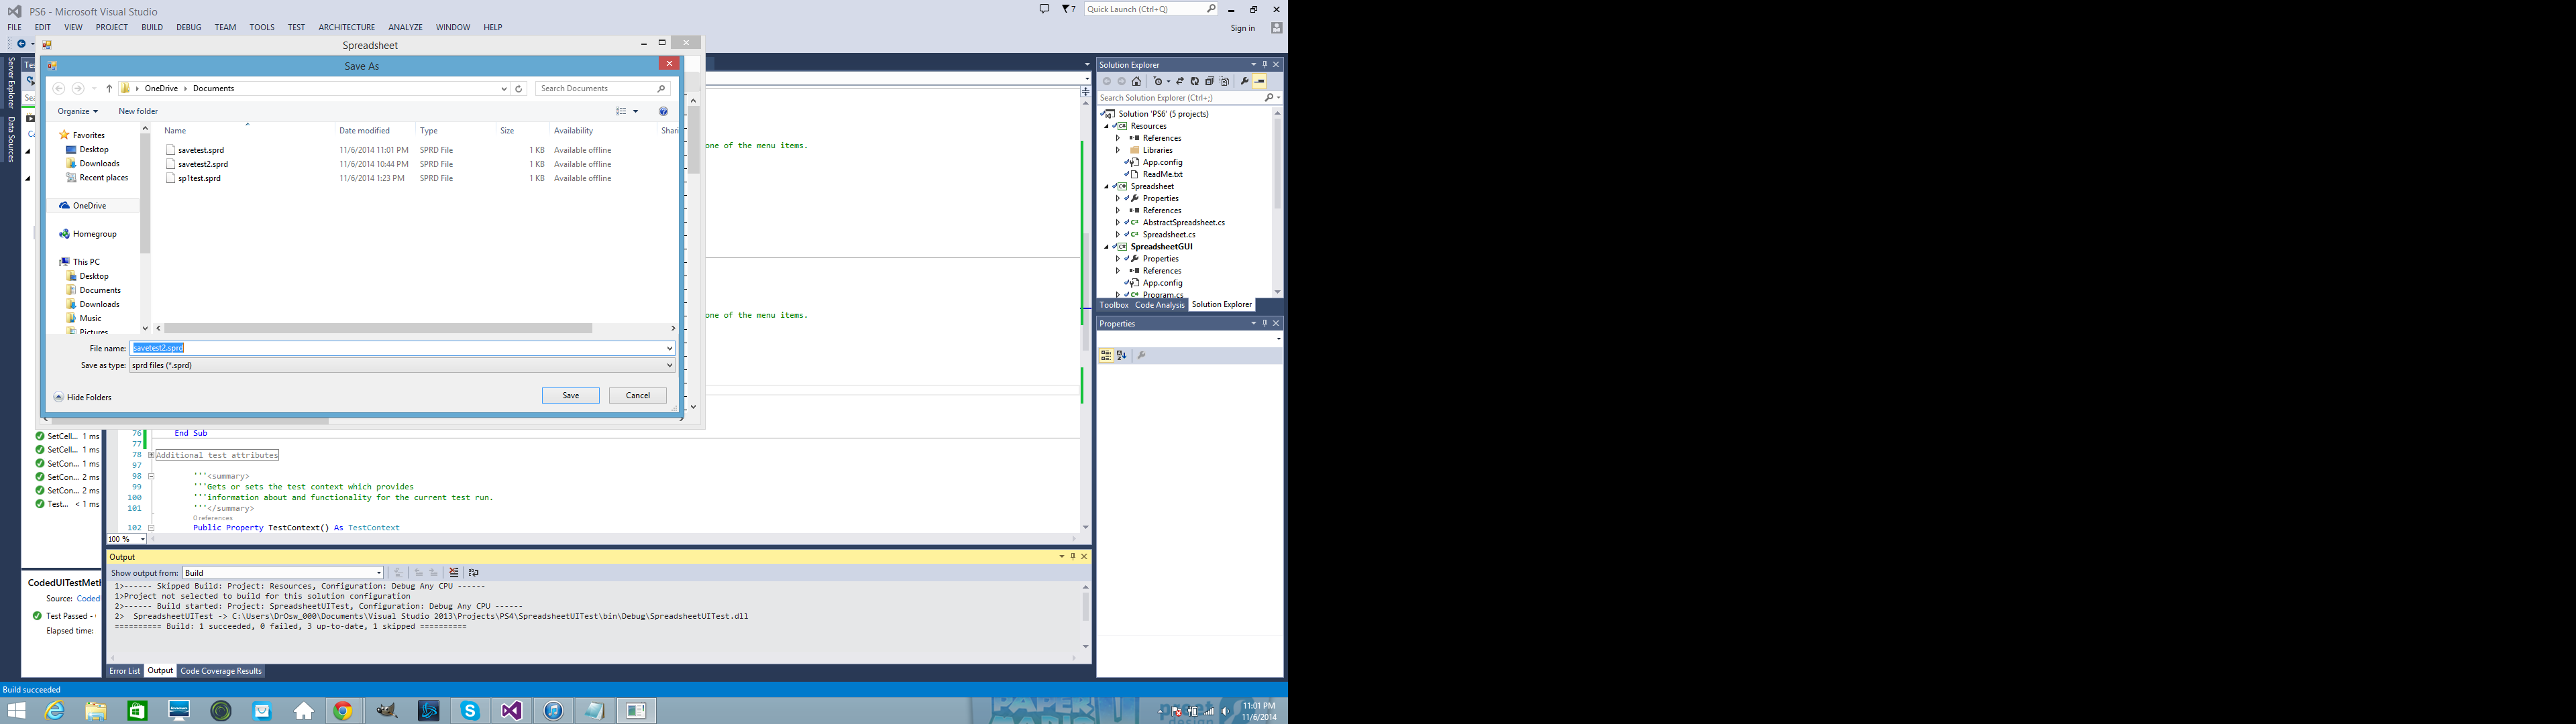 PS6 - Microsoft Visual Studio
7
Quick Launch (Ctrl+Q)
FILE EDIT VIEW PROJECT BUILD DEBUG TEAM TOOLS TEST ARCHITECTURE ANALYZE WINDOW HELP
Sign in
Spreadsheet
Save As
Server Explorer
Data Sources
OneDrive Documents
Search Documents
Organize New folder
Name Date modified Type Size Availability
Favorites
Desktop
Downloads
Recent places
OneDrive
Homegroup
This PC
Desktop
Documents
Downloads
Music
Pictures
savetest.sprd 11/6/2014 11:01 PM SPRD File 1 KB Available offline
savetest2.sprd 11/6/2014 10:44 PM SPRD File 1 KB Available offline
sp1test.sprd 11/6/2014 1:23 PM SPRD File 1 KB Available offline
File name: savetest2.sprd
Save as type: sprd files (*.sprd)
Hide Folders
Save Cancel
one of the menu items.
one of the menu items.
SetCell... 1 ms
SetCell... 1 ms
SetCon... 1 ms
SetCon... 2 ms
SetCon... 2 ms
Test... < 1 ms
76 End Sub
77
78 Additional test attributes
97
98 '''<summary>
99 '''Gets or sets the test context which provides
100 '''information about and functionality for the current test run.
101 '''</summary>
0 references
102 Public Property TestContext() As TestContext
100 %
CodedUITestMeth
Source: Coded
Test Passed -
Elapsed time:
Output
Show output from: Build
1>------ Skipped Build: Project: Resources, Configuration: Debug Any CPU ------
1>Project not selected to build for this solution configuration
2>------ Build started: Project: SpreadsheetUITest, Configuration: Debug Any CPU ------
2> SpreadsheetUITest -> C:\Users\DrOsw_000\Documents\Visual Studio 2013\Projects\PS4\SpreadsheetUITest\bin\Debug\SpreadsheetUITest.dll
========== Build: 1 succeeded, 0 failed, 3 up-to-date, 1 skipped ==========
Error List Output Code Coverage Results
Solution Explorer
Search Solution Explorer (Ctrl+;)
Solution 'PS6' (5 projects)
Resources
References
Libraries
App.config
ReadMe.txt
Spreadsheet
Properties
References
AbstractSpreadsheet.cs
Spreadsheet.cs
SpreadsheetGUI
Properties
References
App.config
Program.cs
Toolbox Code Analysis Solution Explorer
Properties
Build succeeded
11:01 PM
11/6/2014